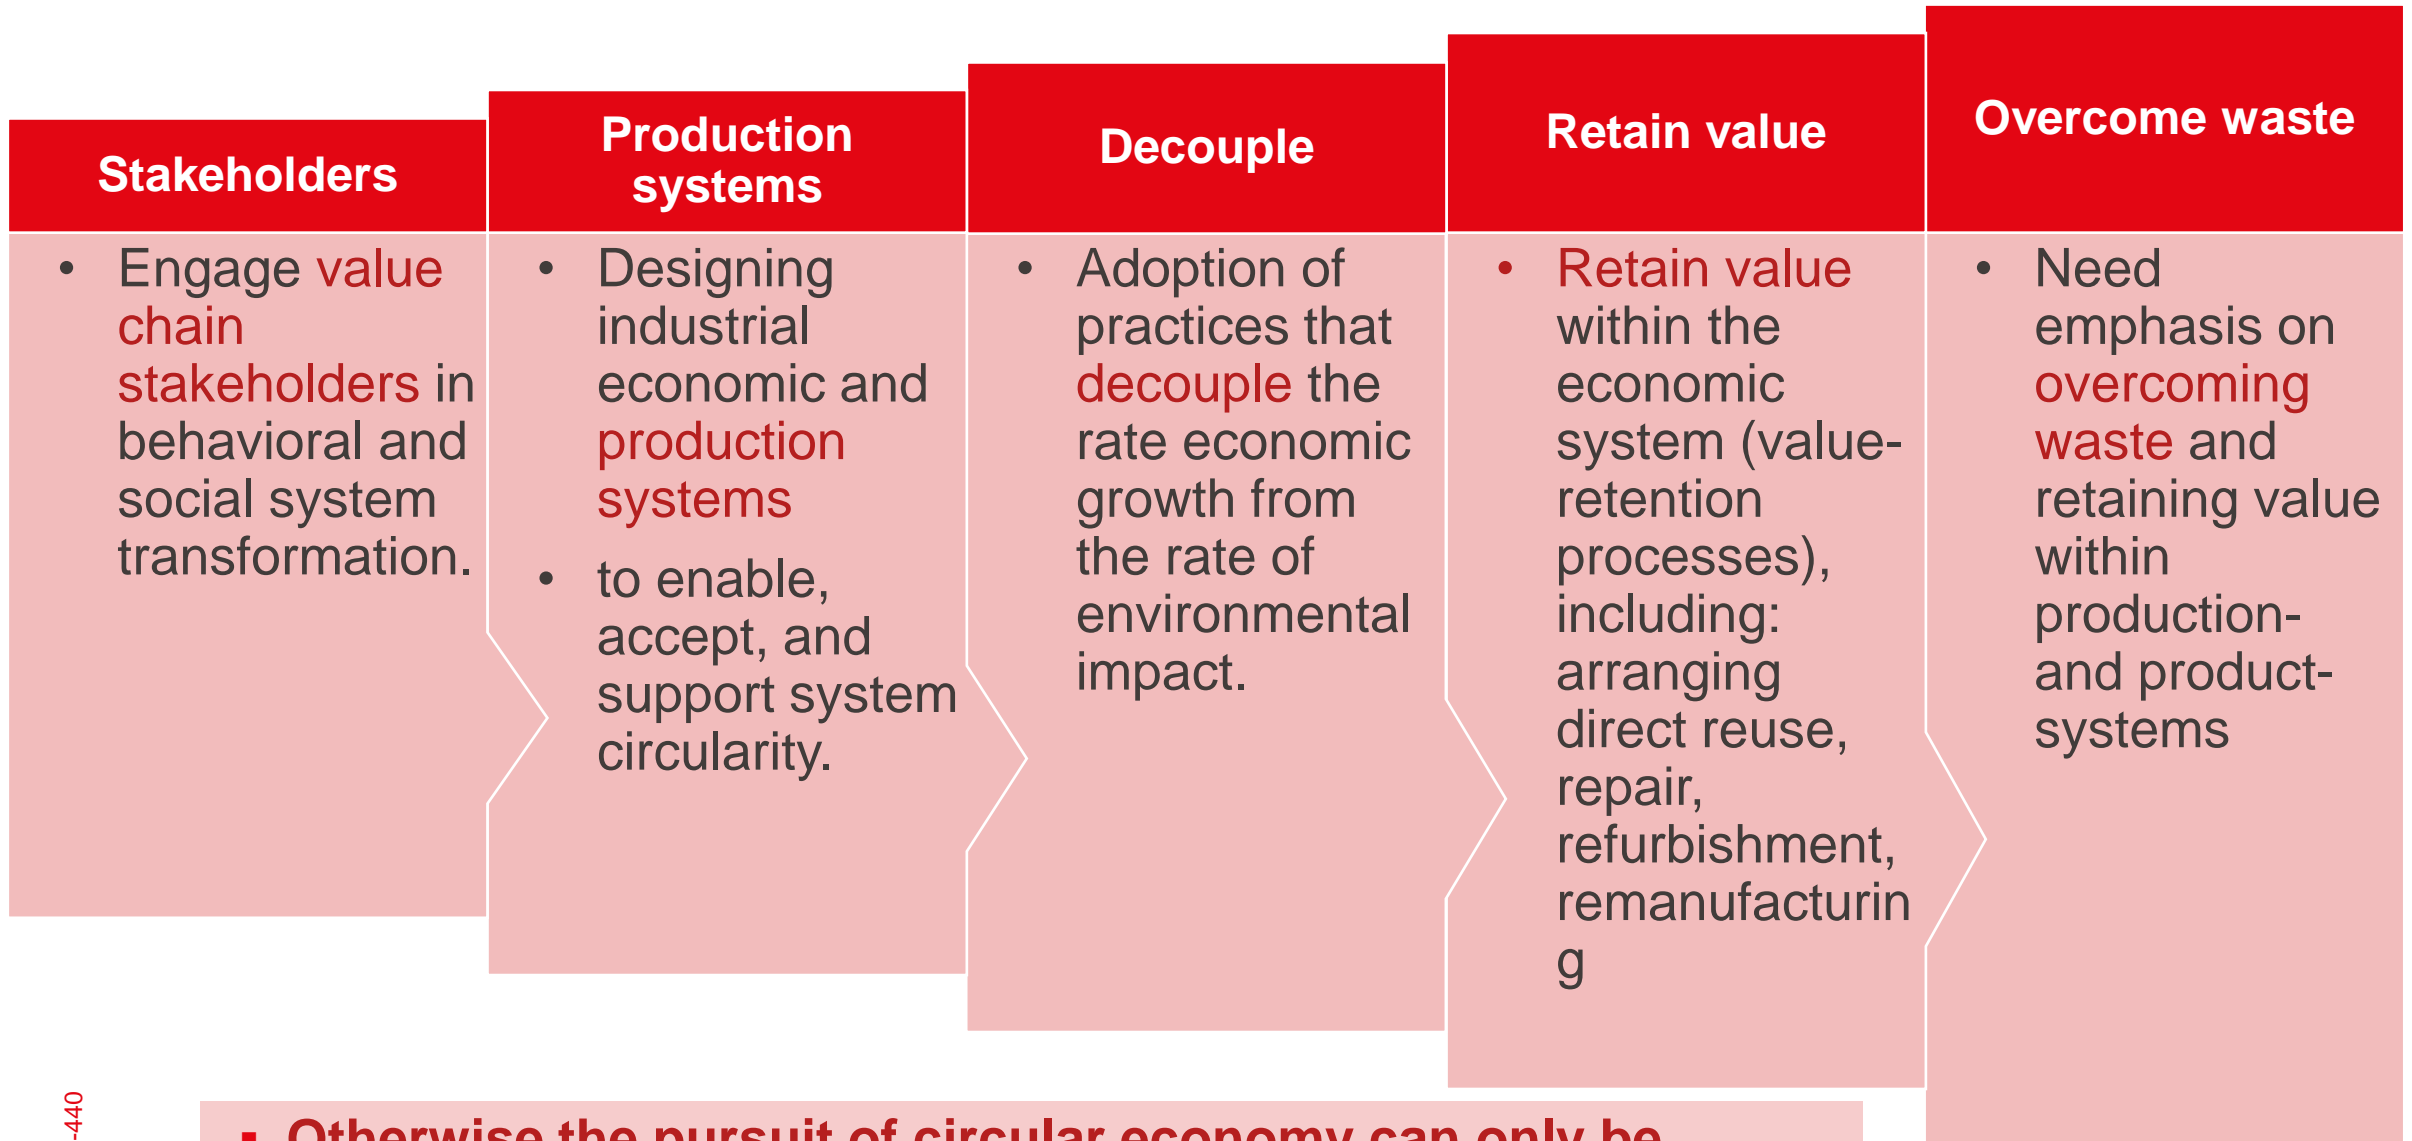 Stakeholders
• Engage value
chain
stakeholders in
behavioral and
social system
transformation.
Production
systems
• Designing
industrial
economic and
production
systems
• to enable,
accept, and
support system
circularity.
Decouple
• Adoption of
practices that
decouple the
rate economic
growth from
the rate of
environmental
impact.
Retain value
• Retain value
within the
economic
system (value-
retention
processes),
including:
arranging
direct reuse,
repair,
refurbishment,
remanufacturin
g
Overcome waste
• Need
emphasis on
overcoming
waste and
retaining value
within
production-
and product-
systems
-440
▪ Otherwise the pursuit of circular economy can only be